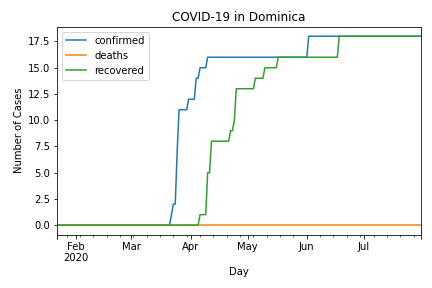 COVID-19 in Dominica
confirmed
deaths
recovered
Number of Cases
17.5
15.0
12.5
10.0
7.5
5.0
2.5
0.0
Feb
2020
Mar
Apr
May
Jun
Jul
Day